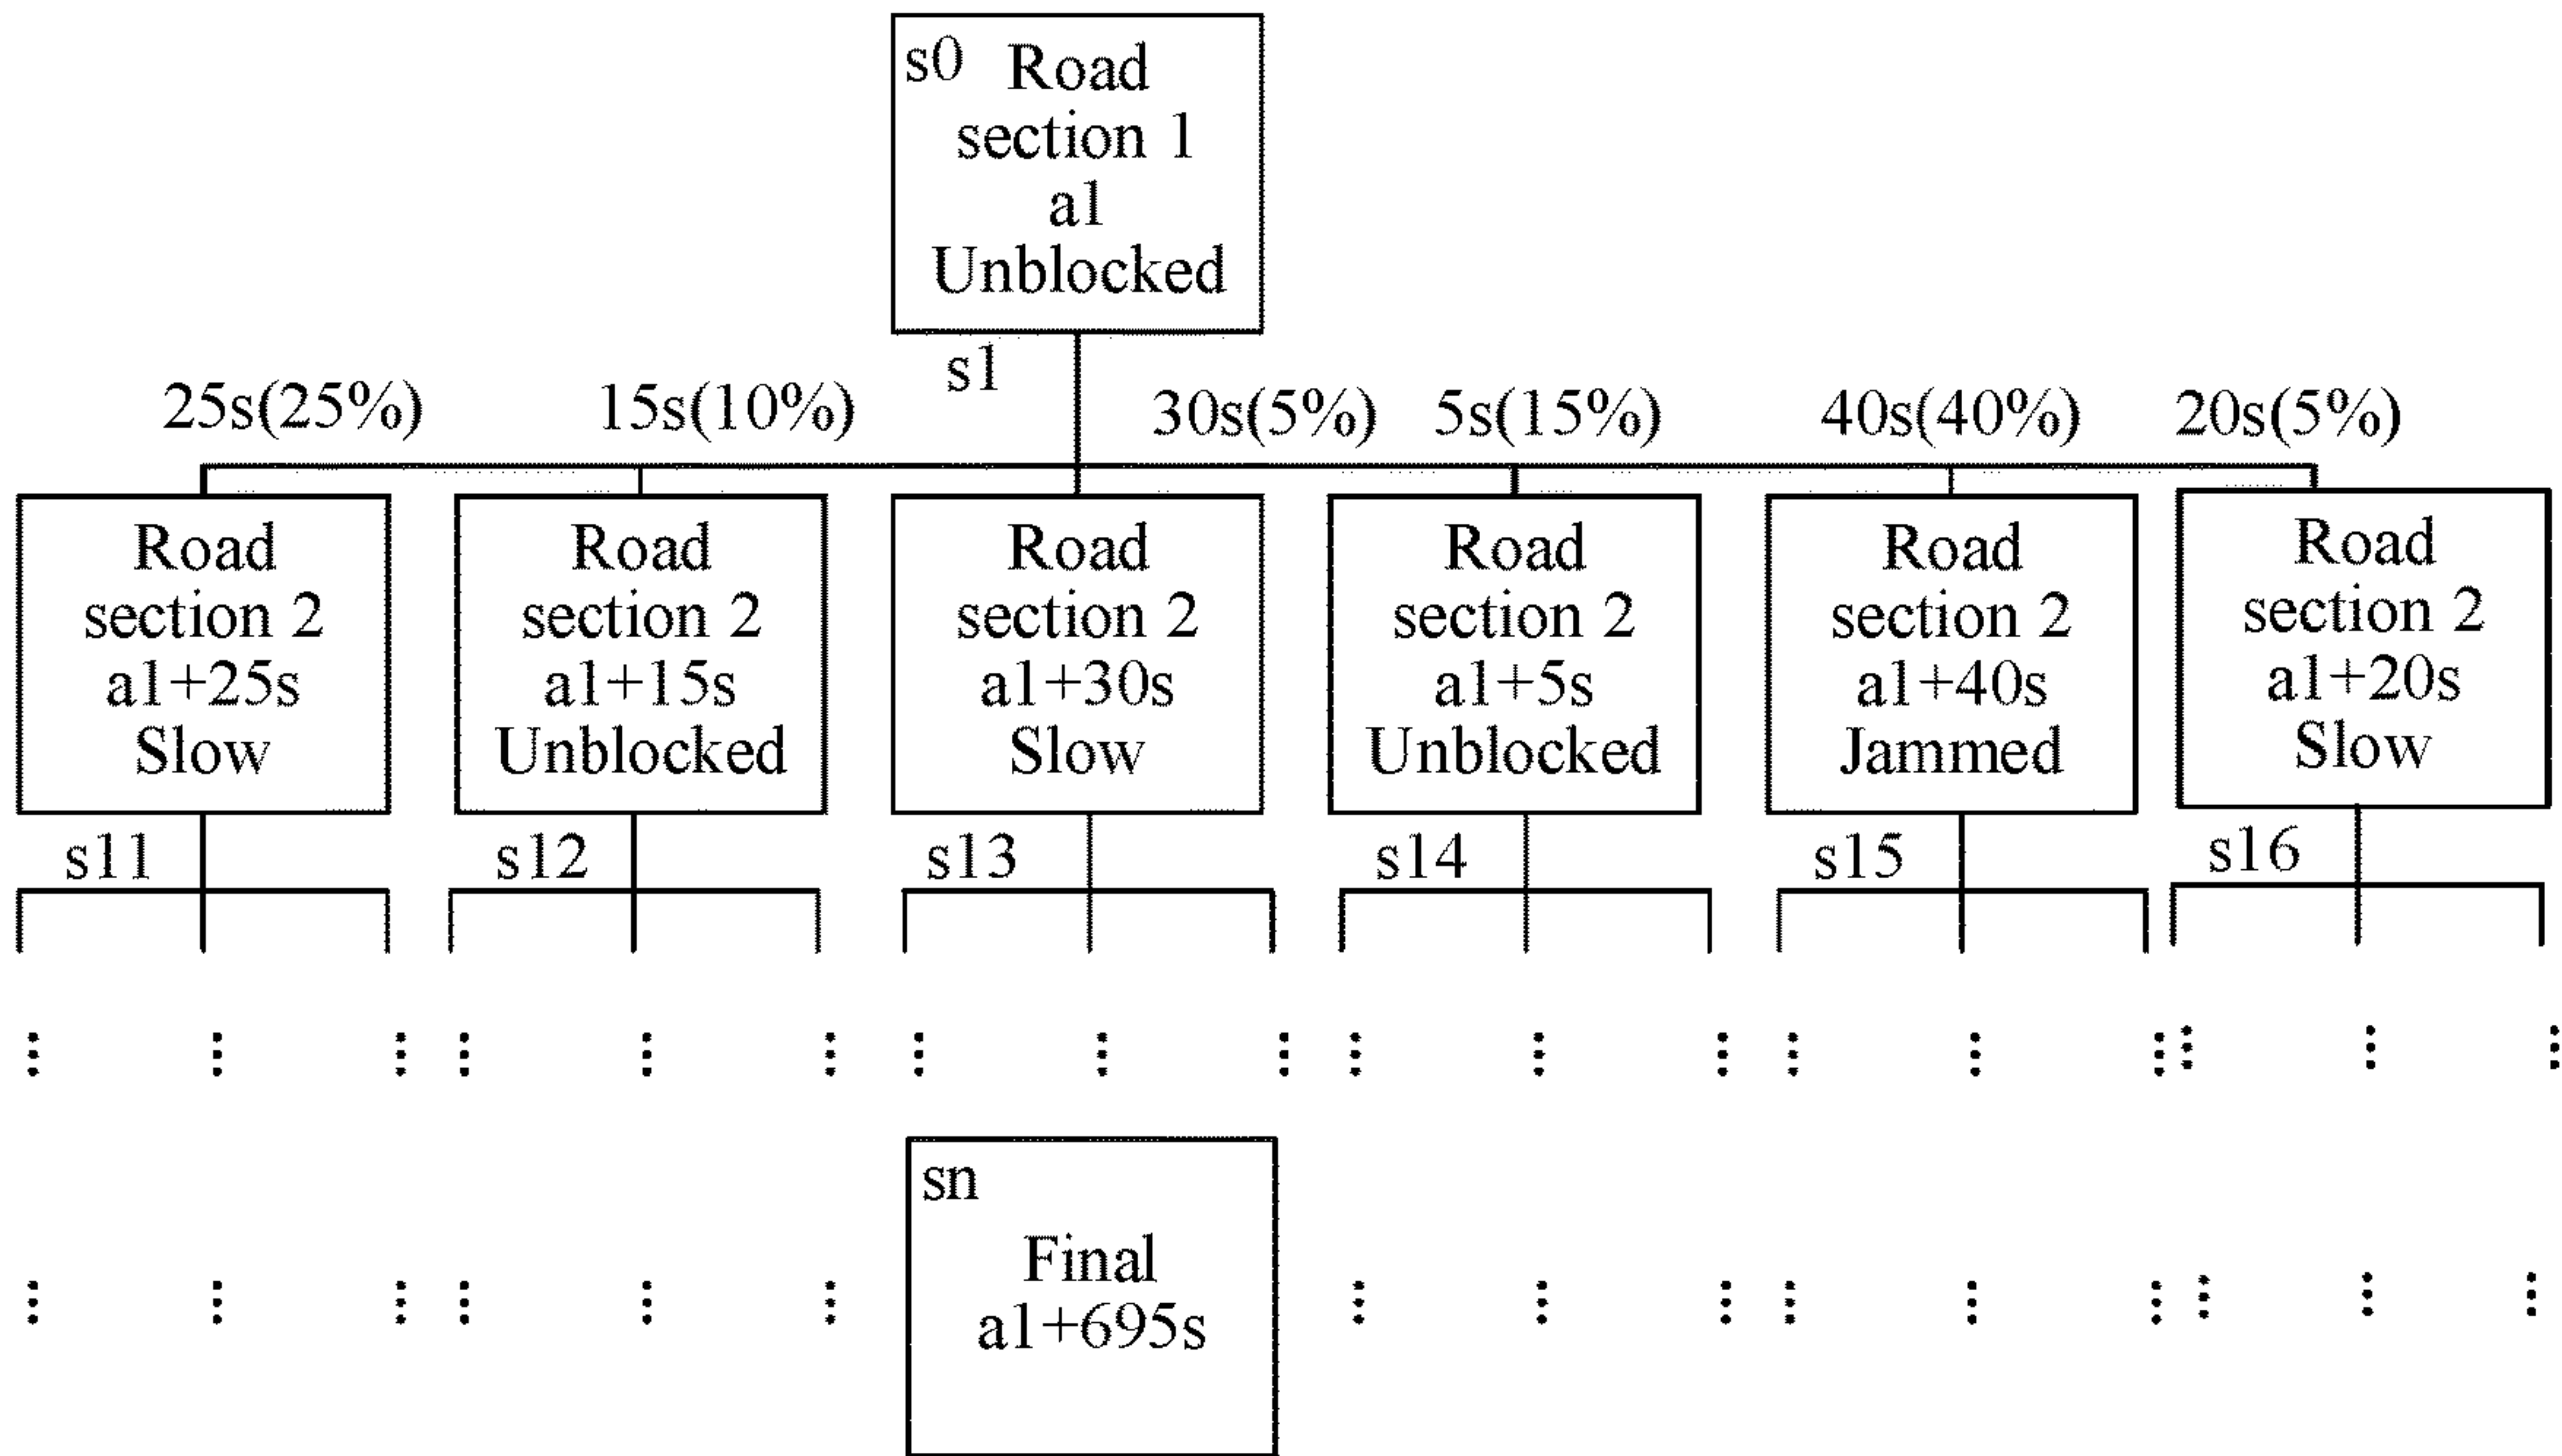 s0 Road
section 1
a1
Unblocked
s1
25s(25%) 15s(10%) 30s(5%) 5s(15%) 40s(40%) 20s(5%)
Road
section 2
a1+25s
Slow
Road
section 2
a1+15s
Unblocked
Road
section 2
a1+30s
Slow
Road
section 2
a1+5s
Unblocked
Road
section 2
a1+40s
Jammed
Road
section 2
a1+20s
Slow
s11 s12 s13 s14 s15 s16
sn
Final
a1+695s